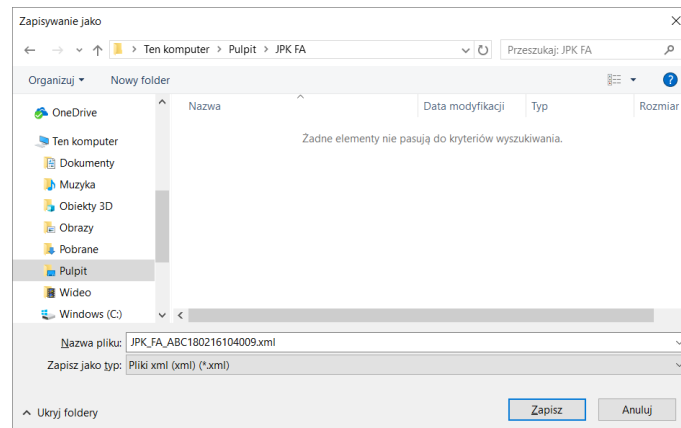 Zapisywanie jako
Ten komputer > Pulpit > JPK FA
Przeszukaj: JPK FA
Organizuj Nowy folder
Nazwa Data modyfikacji Typ Rozmiar
OneDrive
Żadne elementy nie pasują do kryteriów wyszukiwania.
Ten komputer
Dokumenty
Muzyka
Obiekty 3D
Obrazy
Pobrane
Pulpit
Wideo
Windows (C:)
Nazwa pliku: JPK_FA_ABC180216104009.xml
Zapisz jako typ: Pliki xml (xml) (*.xml)
Ukryj foldery Zapisz Anuluj